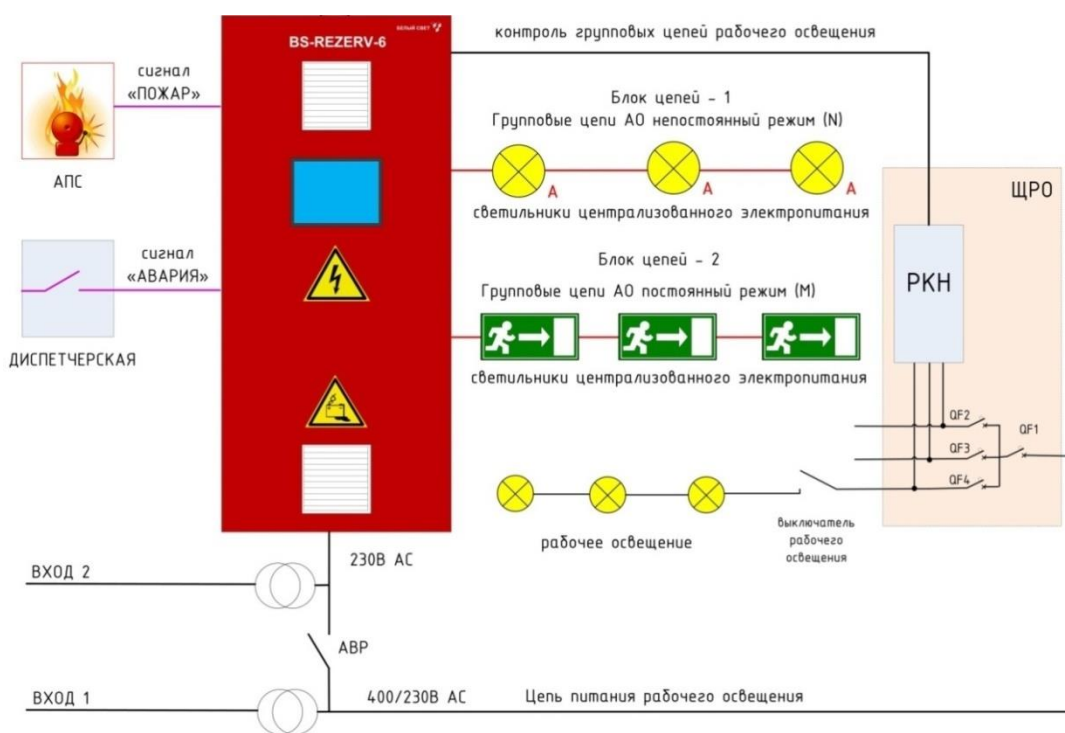 БЕЛЫЙ СВЕТ
BS-REZERV-6
контроль групповых цепей рабочего освещения
сигнал
«ПОЖАР»
АПС
Блок цепей - 1
Групповые цепи АО непостоянный режим (N)
А
А
А
светильники централизованного электропитания
ЩРО
РКН
сигнал
«АВАРИЯ»
ДИСПЕТЧЕРСКАЯ
Блок цепей - 2
Групповые цепи АО постоянный режим (М)
светильники централизованного электропитания
QF2
QF1
QF3
QF4
рабочее освещение
выключатель
рабочего
освещения
230В АС
ВХОД 2
АВР
ВХОД 1
400/230В АС
Цепь питания рабочего освещения